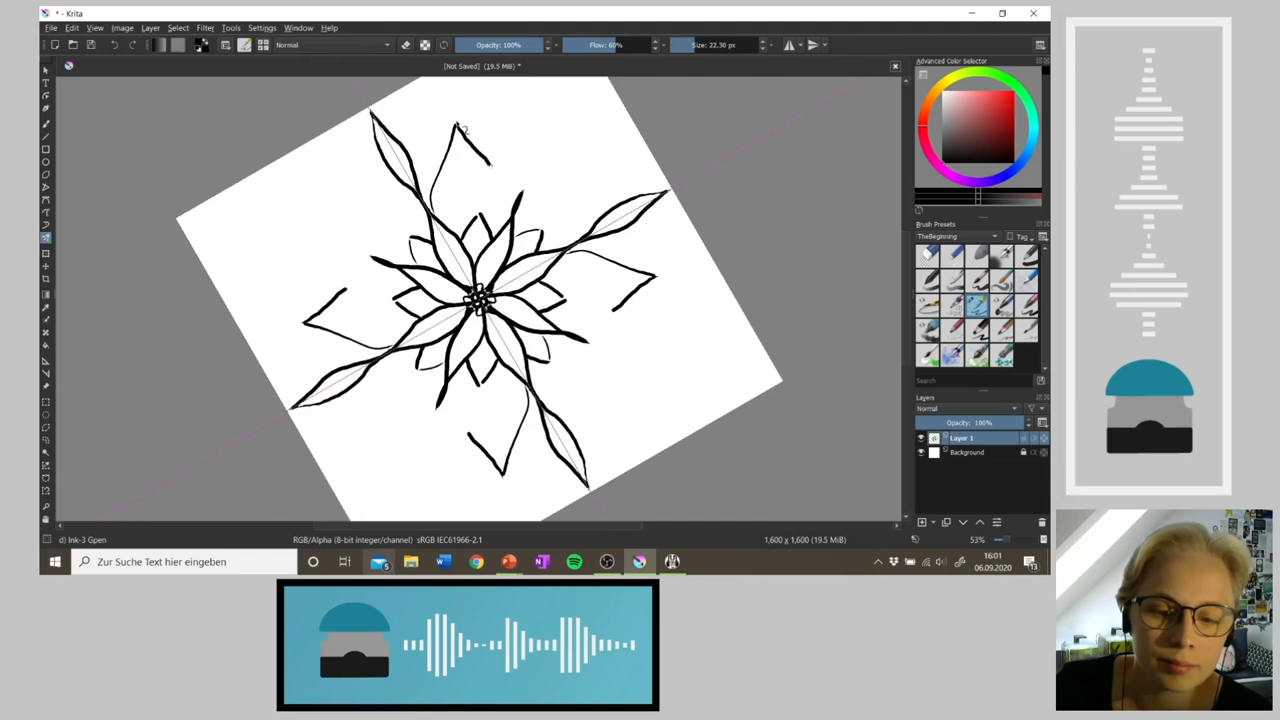 * - Krita
File Edit View Image Layer Select Filter Tools Settings Window Help
Normal Opacity: 100% Flow: 60% Size: 22.30 px
[Not Saved] (19.5 MiB) *
Advanced Color Selector
Brush Presets
TheBeginning Tag
Search
Layers
Normal
Opacity: 100%
Layer 1
Background
d) Ink-3 Gpen RGB/Alpha (8-bit integer/channel) sRGB IEC61966-2.1 1,600 x 1,600 (19.5 MiB) 53%
Zur Suche Text hier eingeben
5
16:01
06.09.2020
13